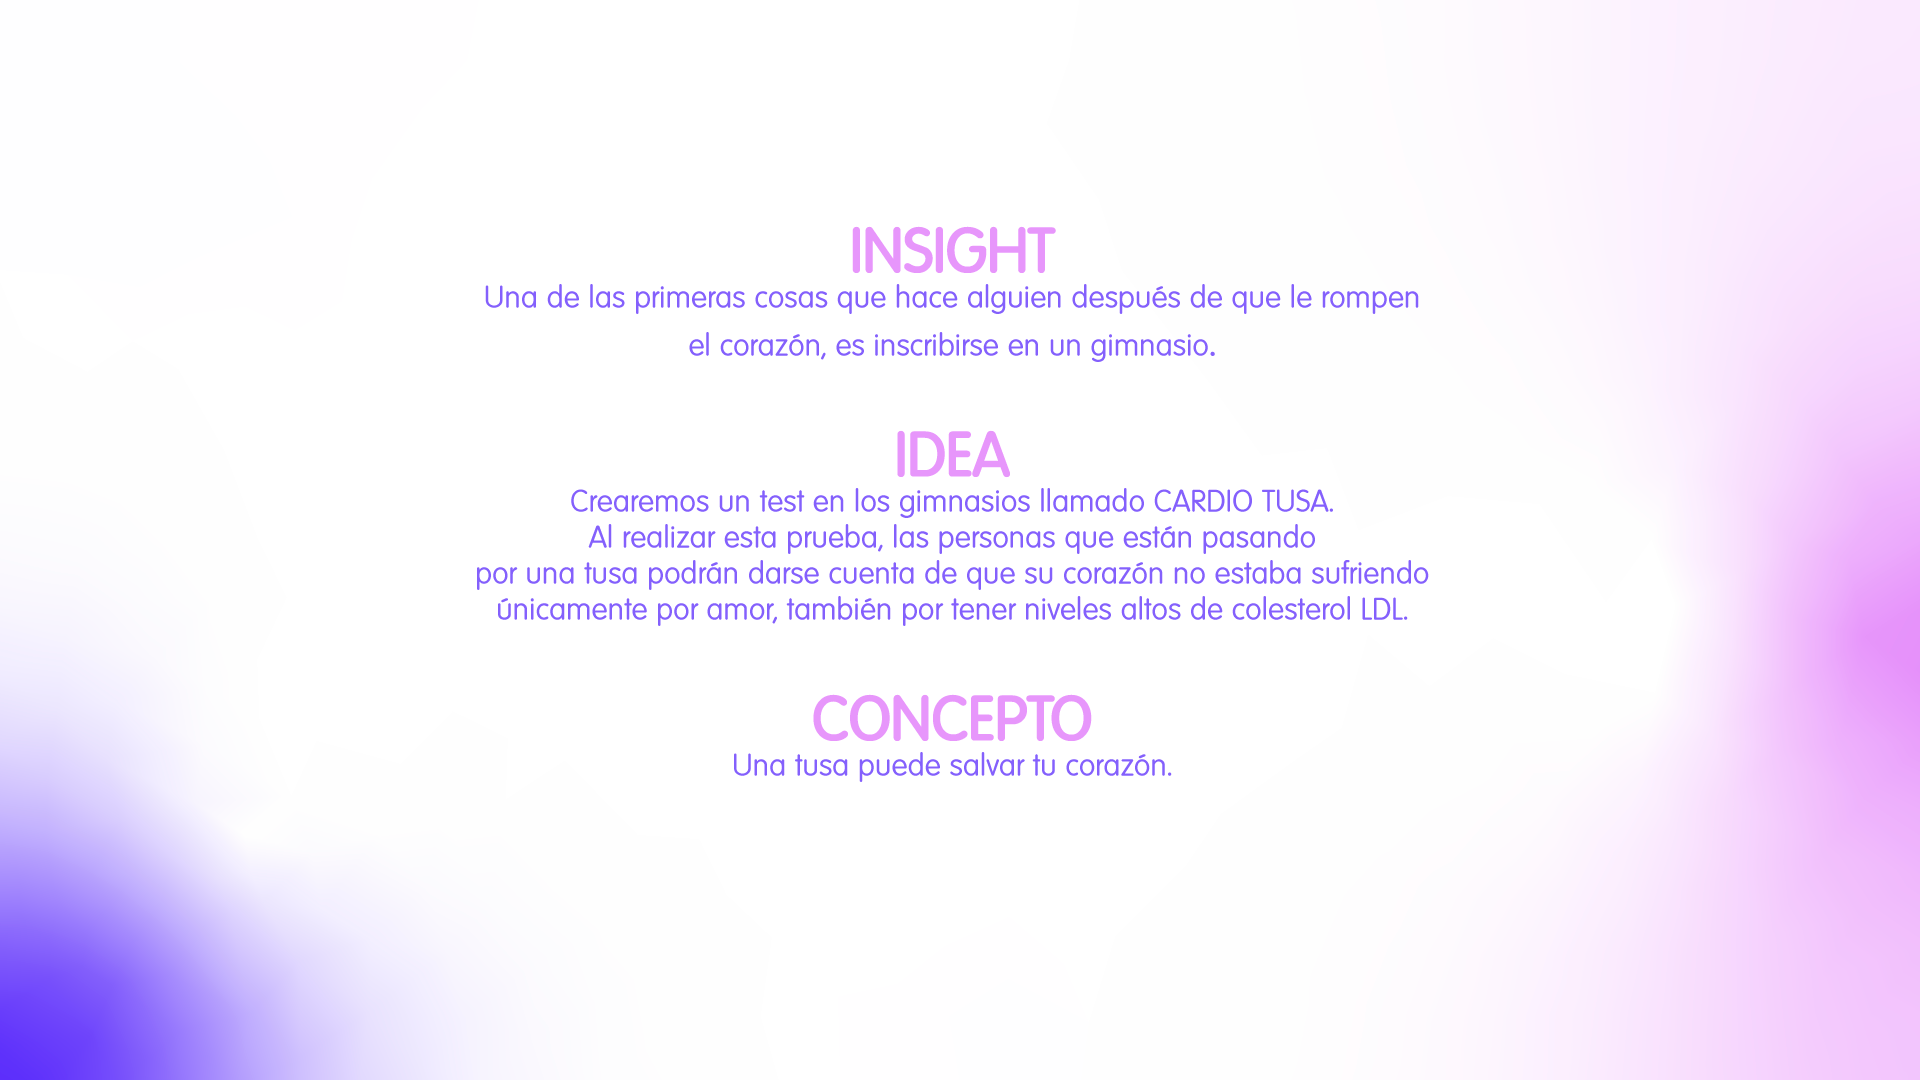 INSIGHT
Una de las primeras cosas que hace alguien después de que le rompen
el corazón, es inscribirse en un gimnasio.
IDEA
Crearemos un test en los gimnasios llamado CARDIO TUSA.
Al realizar esta prueba, las personas que están pasando
por una tusa podrán darse cuenta de que su corazón no estaba sufriendo
únicamente por amor, también por tener niveles altos de colesterol LDL.
CONCEPTO
Una tusa puede salvar tu corazón.